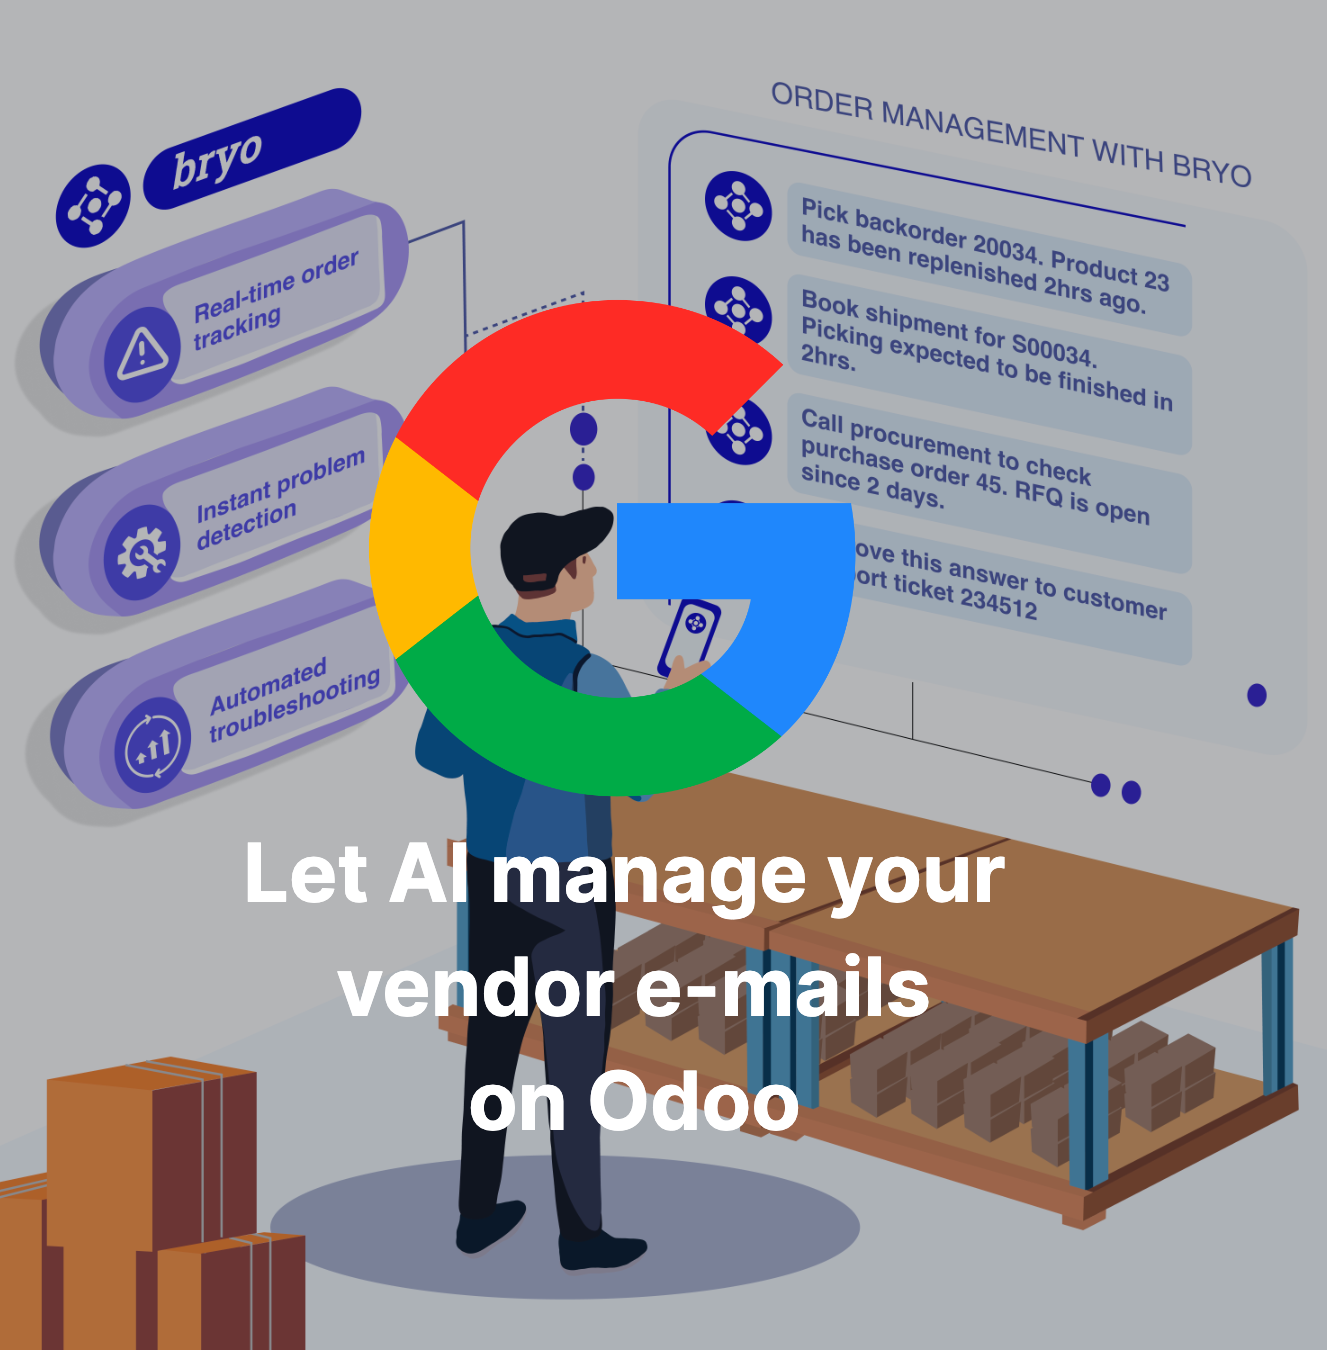 bryo
Real-time order
tracking
Instant problem
detection
Automated
troubleshooting
ORDER MANAGEMENT WITH BRYO
Pick backorder 20034. Product 23
has been replenished 2hrs ago.
Book shipment for S00034.
Picking expected to be finished in
2hrs.
Call procurement to check
purchase order 45. RFQ is open
since 2 days.
this answer to customer
ticket 234512
Let AI manage your
vendor e-mails
on Odoo